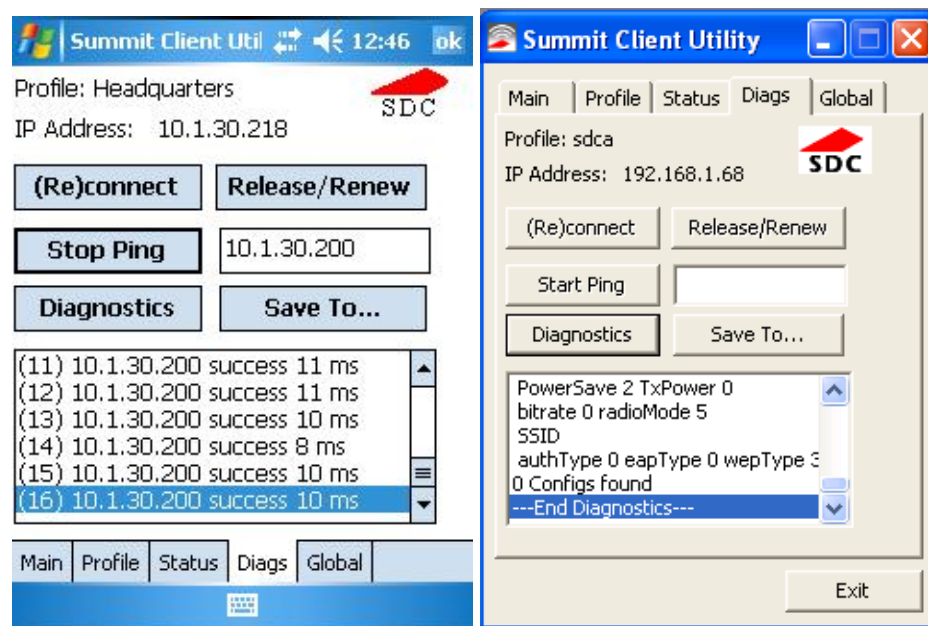 Summit Client Util 12:46 ok
Profile: Headquarters
SDC
IP Address: 10.1.30.218
(Re)connect Release/Renew
Stop Ping 10.1.30.200
Diagnostics Save To...
(11) 10.1.30.200 success 11 ms
(12) 10.1.30.200 success 11 ms
(13) 10.1.30.200 success 10 ms
(14) 10.1.30.200 success 8 ms
(15) 10.1.30.200 success 10 ms
(16) 10.1.30.200 success 10 ms
Main Profile Status Diags Global
Summit Client Utility
Main Profile Status Diags Global
Profile: sdca
SDC
IP Address: 192.168.1.68
(Re)connect Release/Renew
Start Ping
Diagnostics Save To...
PowerSave 2 TxPower 0
bitrate 0 radioMode 5
SSID
authType 0 eapType 0 wepType 3
0 Configs found
---End Diagnostics---
Exit